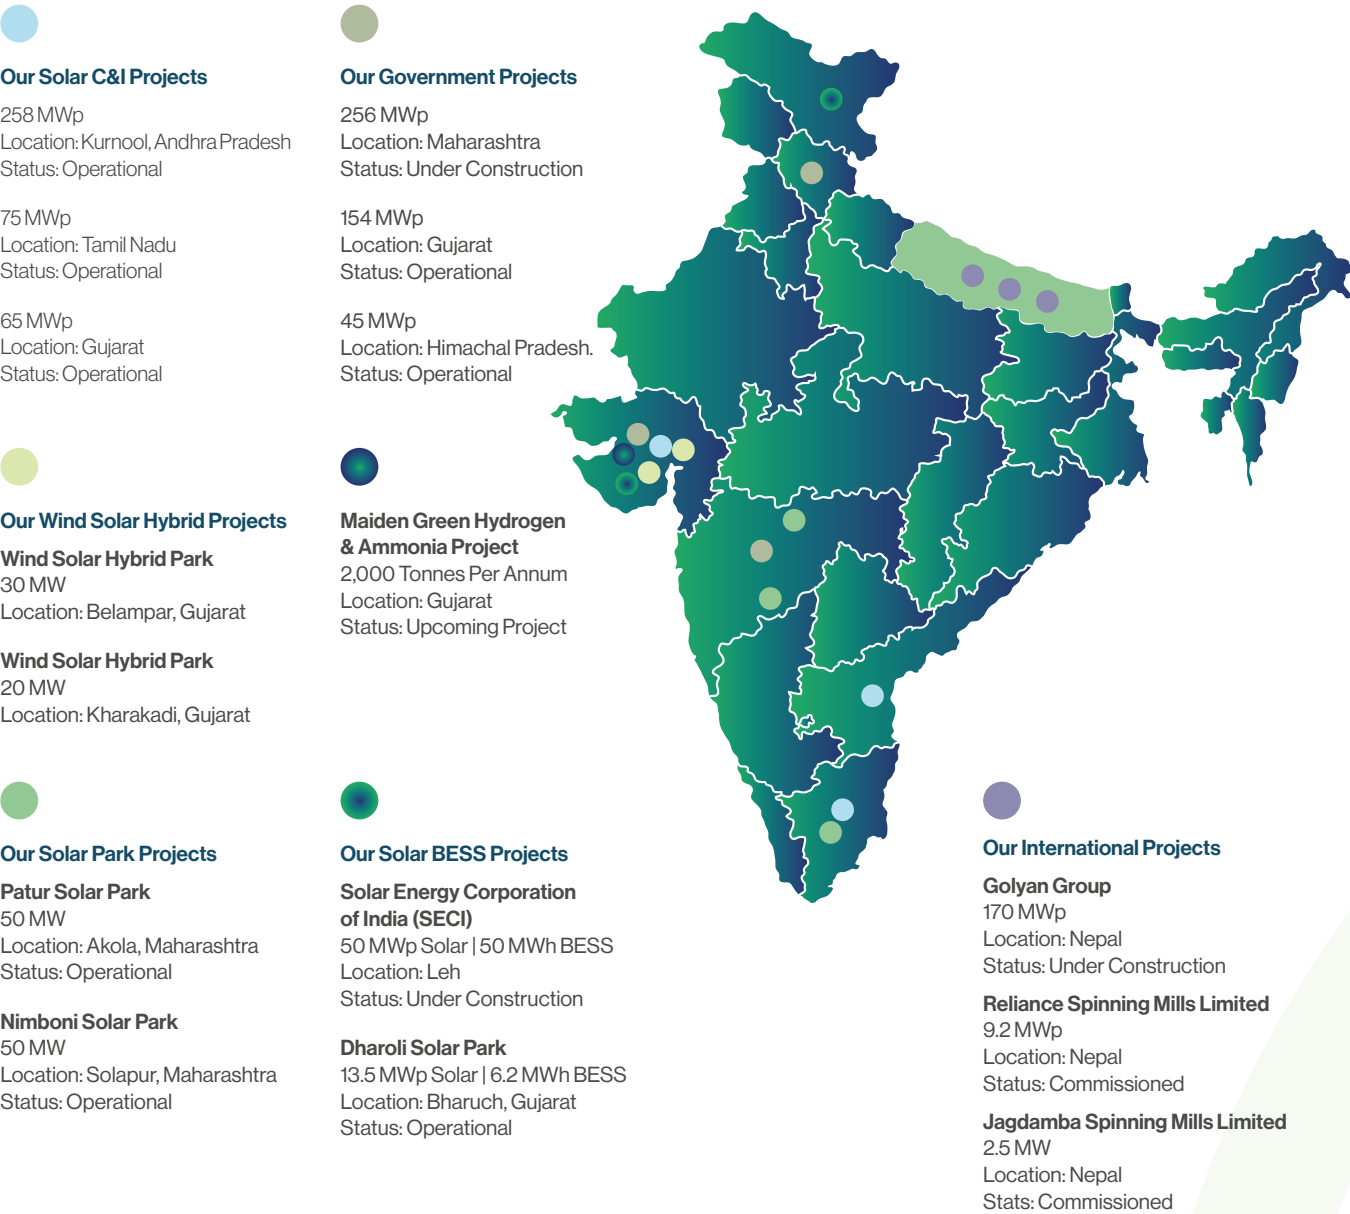 Our Solar C&I Projects
258 MWp
Location: Kurnool, Andhra Pradesh
Status: Operational
75 MWp
Location: Tamil Nadu
Status: Operational
65 MWp
Location: Gujarat
Status: Operational
Our Government Projects
256 MWp
Location: Maharashtra
Status: Under Construction
154 MWp
Location: Gujarat
Status: Operational
45 MWp
Location: Himachal Pradesh.
Status: Operational
Our Wind Solar Hybrid Projects
Wind Solar Hybrid Park
30 MW
Location: Belampar, Gujarat
Wind Solar Hybrid Park
20 MW
Location: Kharakadi, Gujarat
Maiden Green Hydrogen
& Ammonia Project
2,000 Tonnes Per Annum
Location: Gujarat
Status: Upcoming Project
Our Solar Park Projects
Patur Solar Park
50 MW
Location: Akola, Maharashtra
Status: Operational
Nimboni Solar Park
50 MW
Location: Solapur, Maharashtra
Status: Operational
Our Solar BESS Projects
Solar Energy Corporation
of India (SECI)
50 MWp Solar | 50 MWh BESS
Location: Leh
Status: Under Construction
Dharoli Solar Park
13.5 MWp Solar | 6.2 MWh BESS
Location: Bharuch, Gujarat
Status: Operational
Our International Projects
Golyan Group
170 MWp
Location: Nepal
Status: Under Construction
Reliance Spinning Mills Limited
9.2 MWp
Location: Nepal
Status: Commissioned
Jagdamba Spinning Mills Limited
2.5 MW
Location: Nepal
Stats: Commissioned